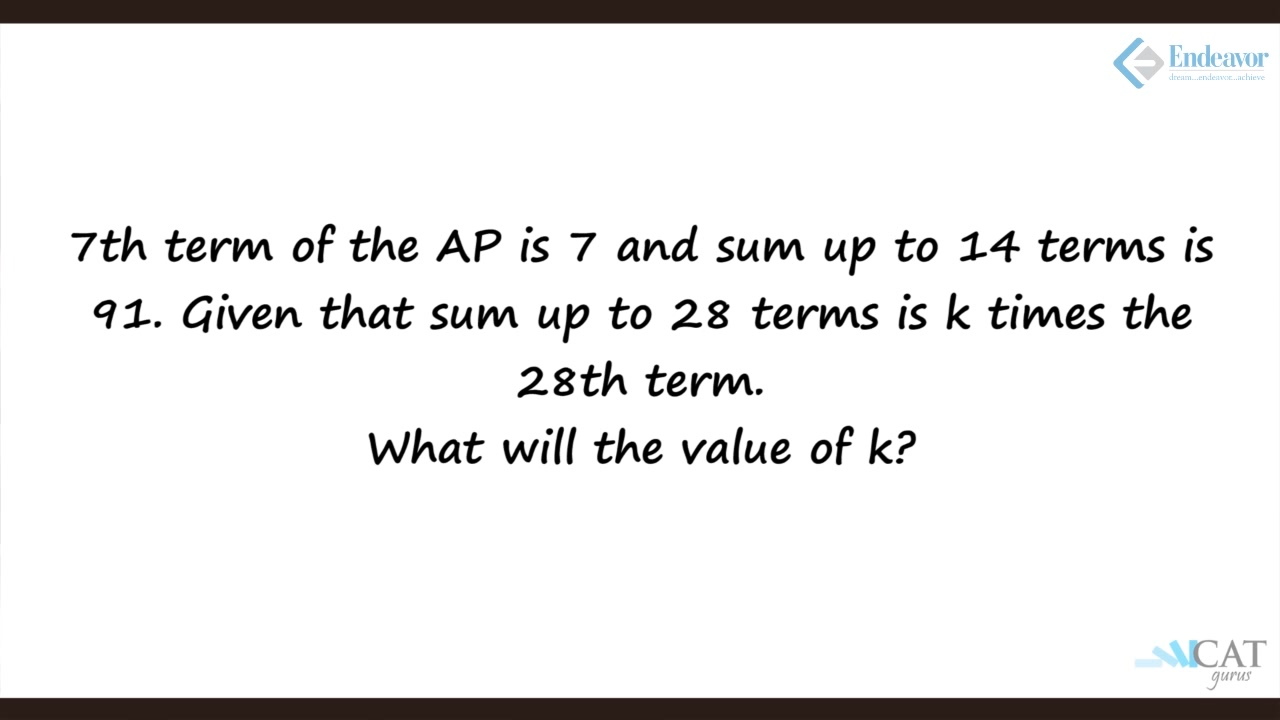 Endeavor
dream...endeavor...achieve
7th term of the AP is 7 and sum up to 14 terms is
91. Given that sum up to 28 terms is k times the
28th term.
What will the value of k?
CAT
gurus